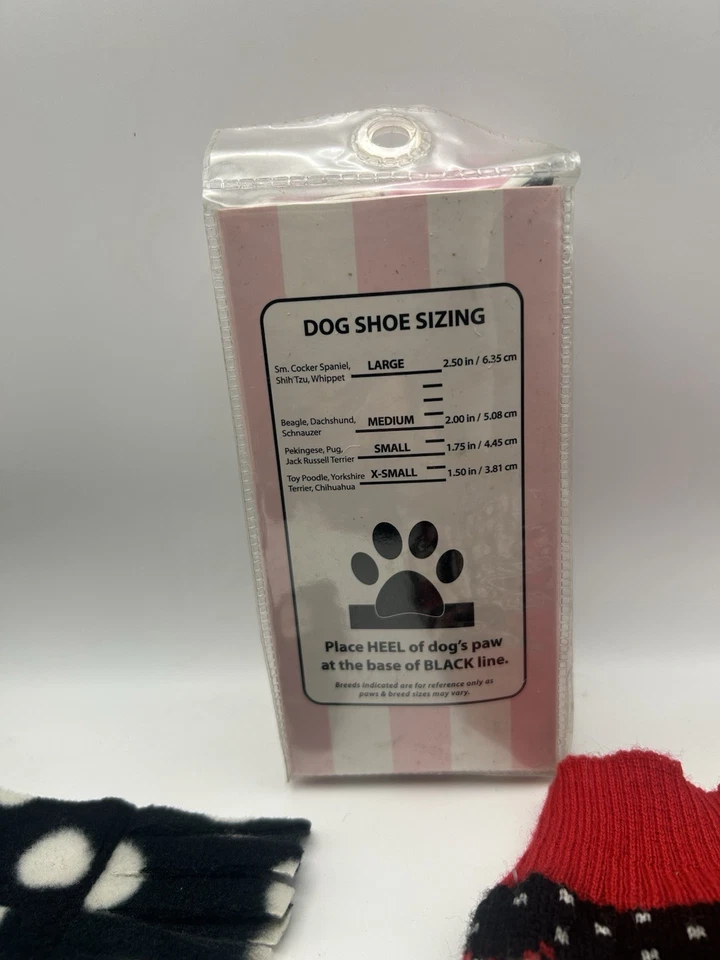 DOG SHOE SIZING
Sm. Cocker Spaniel, LARGE 2.50 in / 6.35 cm
Shih Tzu, Whippet
Beagle, Dachshund, MEDIUM 2.00 in / 5.08 cm
Schnauzer
Pekingese, Pug, SMALL 1.75 in / 4.45 cm
Jack Russell Terrier
Toy Poodle, Yorkshire X-SMALL 1.50 in / 3.81 cm
Terrier, Chihuahua
Place HEEL of dog's paw
at the base of BLACK line.
Breeds indicated are for reference only as
paws & breed sizes may vary.